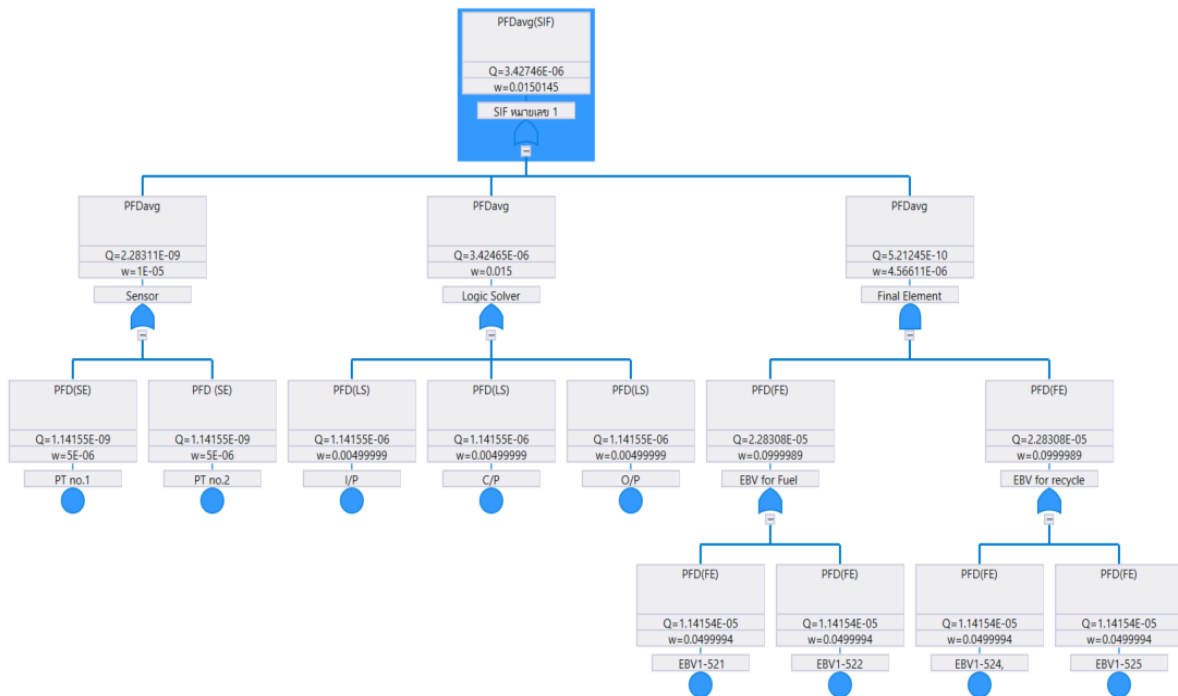 PFDavg(SIF)
Q=3.42746E-06
w=0.0150145
SIF หมายเลข 1
PFDavg
Q=2.28311E-09
w=1E-05
Sensor
PFDavg
Q=3.42465E-06
w=0.015
Logic Solver
PFDavg
Q=5.21245E-10
w=4.56611E-06
Final Element
PFD(SE)
Q=1.14155E-09
w=5E-06
PT no.1
PFD (SE)
Q=1.14155E-09
w=5E-06
PT no.2
PFD(LS)
Q=1.14155E-06
w=0.00499999
I/P
PFD(LS)
Q=1.14155E-06
w=0.00499999
C/P
PFD(LS)
Q=1.14155E-06
w=0.00499999
O/P
PFD(FE)
Q=2.28308E-05
w=0.0999989
EBV for Fuel
PFD(FE)
Q=2.28308E-05
w=0.0999989
EBV for recycle
PFD(FE)
Q=1.14154E-05
w=0.0499994
EBV1-521
PFD(FE)
Q=1.14154E-05
w=0.0499994
EBV1-522
PFD(FE)
Q=1.14154E-05
w=0.0499994
EBV1-524,
PFD(FE)
Q=1.14154E-05
w=0.0499994
EBV1-525